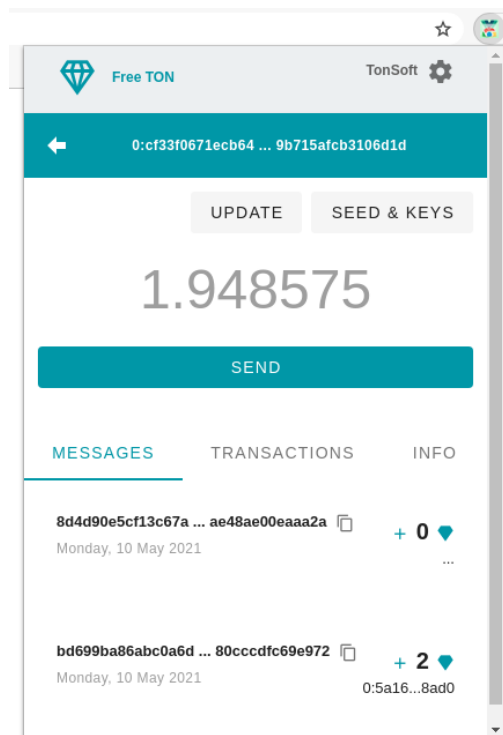 Free TON
TonSoft
0:cf33f0671ecb64 ... 9b715afcb3106d1d
UPDATE
SEED & KEYS
1.948575
SEND
MESSAGES TRANSACTIONS INFO
8d4d90e5cf13c67a ... ae48ae00eaaa2a
+ 0
Monday, 10 May 2021
...
bd699ba86abc0a6d ... 80cccdfc69e972
+ 2
Monday, 10 May 2021
0:5a16...8ad0